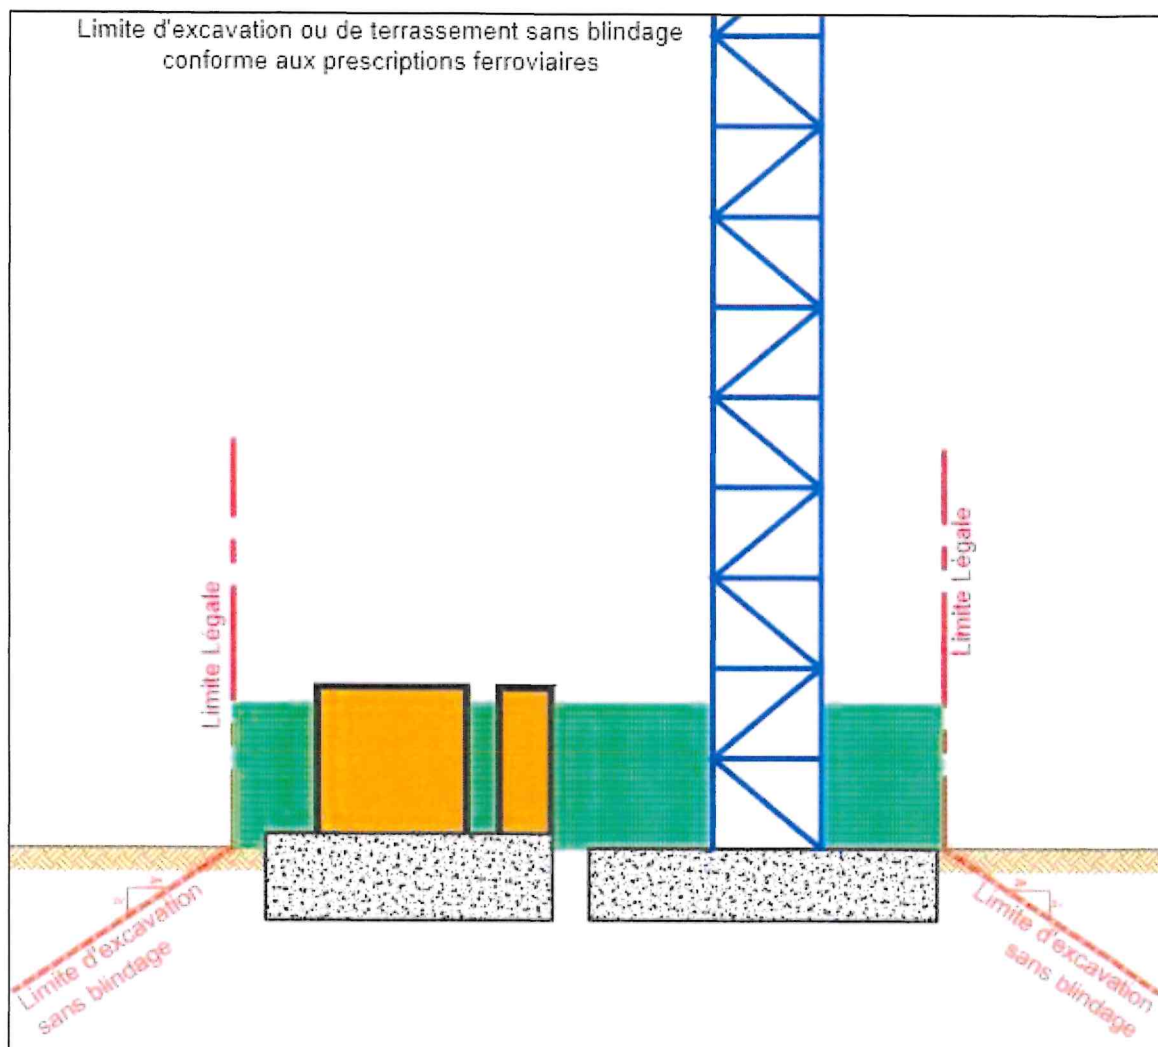 Limite d'excavation ou de terrassement sans blindage
conforme aux prescriptions ferroviaires
Limite Légale
Limite Légale
Limite d'excavation
sans blindage
Limite d'excavation
sans blindage